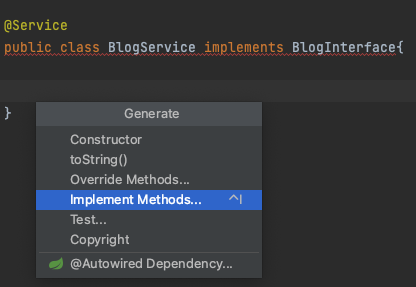 @Service
public class BlogService implements BlogInterface{
}
Generate
Constructor
toString()
Override Methods...
Implement Methods... ^I
Test...
Copyright
@Autowired Dependency...